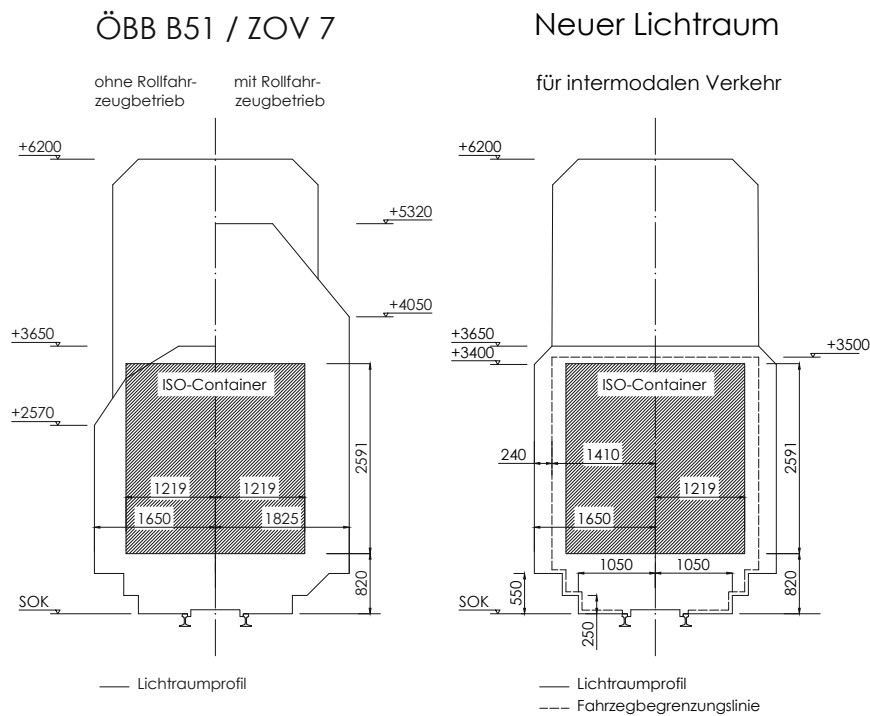 ÖBB B51 / ZOV 7
ohne Rollfahr-
zeugbetrieb
mit Rollfahr-
zeugbetrieb
+6200
+5320
+4050
+3650
+2570
ISO-Container
2591
1219
1219
1650
1825
820
SOK
Lichtraumprofil
Neuer Lichtraum
für intermodalen Verkehr
+6200
+3650
+3400
+3500
ISO-Container
240
1410
2591
1219
1650
1050
1050
550
820
SOK
250
Lichtraumprofil
Fahrzegbegrenzungslinie